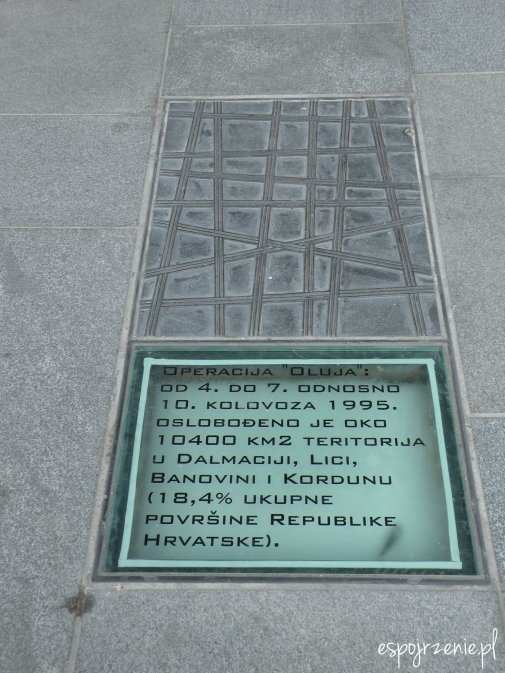 Operacija "Oluja":
od 4. do 7. odnosno
10. kolovoza 1995.
oslobođeno je oko
10400 km2 teritorija
u Dalmaciji, Lici,
Banovini i Kordunu
(18,4% ukupne
površine Republike
Hrvatske).
espojrzenie.pl